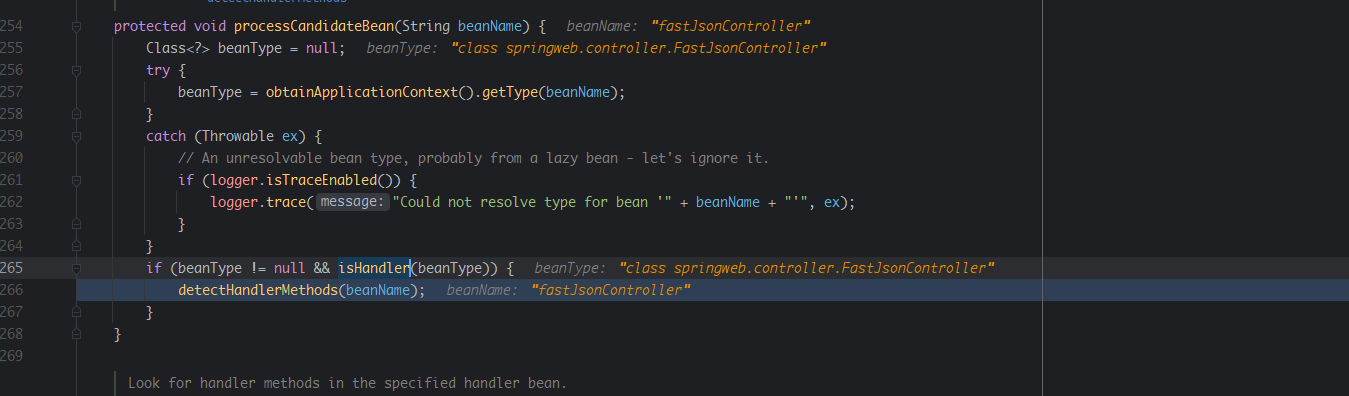 detectHandlerMethods
254 protected void processCandidateBean(String beanName) { beanName: "fastJsonController"
255 Class<?> beanType = null; beanType: "class springweb.controller.FastJsonController"
256 try {
257 beanType = obtainApplicationContext().getType(beanName);
258 }
259 catch (Throwable ex) {
260 // An unresolvable bean type, probably from a lazy bean - let's ignore it.
261 if (logger.isTraceEnabled()) {
262 logger.trace( message: "Could not resolve type for bean '" + beanName + "'", ex);
263 }
264 }
265 if (beanType != null && isHandler(beanType)) { beanType: "class springweb.controller.FastJsonController"
266 detectHandlerMethods(beanName); beanName: "fastJsonController"
267 }
268 }
269
Look for handler methods in the specified handler bean.